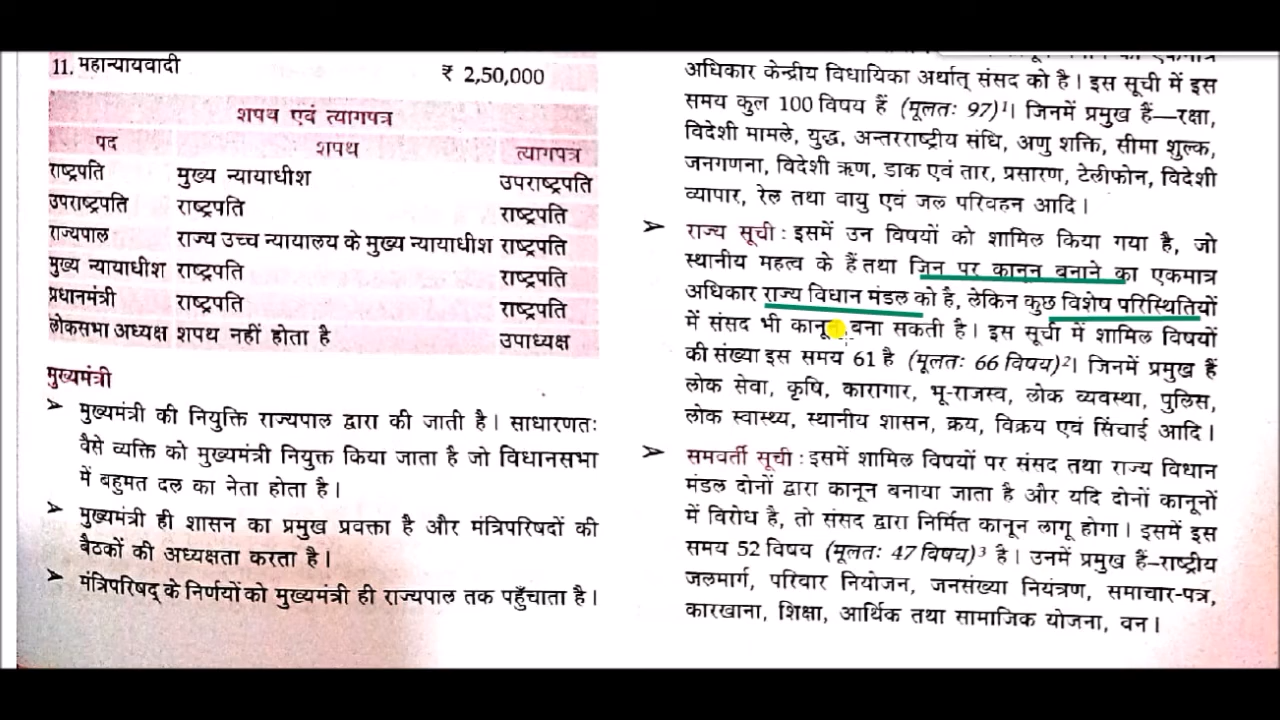 11. महान्यायवादी ₹ 2,50,000
शपथ एवं त्यागपत्र
पद शपथ त्यागपत्र
राष्ट्रपति मुख्य न्यायाधीश उपराष्ट्रपति
उपराष्ट्रपति राष्ट्रपति राष्ट्रपति
राज्यपाल राज्य उच्च न्यायालय के मुख्य न्यायाधीश राष्ट्रपति
मुख्य न्यायाधीश राष्ट्रपति राष्ट्रपति
प्रधानमंत्री राष्ट्रपति राष्ट्रपति
लोकसभा अध्यक्ष शपथ नहीं होता है उपाध्यक्ष
मुख्यमंत्री
➤ मुख्यमंत्री की नियुक्ति राज्यपाल द्वारा की जाती है। साधारणतः
वैसे व्यक्ति को मुख्यमंत्री नियुक्त किया जाता है जो विधानसभा
में बहुमत दल का नेता होता है।
➤ मुख्यमंत्री ही शासन का प्रमुख प्रवक्ता है और मंत्रिपरिषदों की
बैठकों की अध्यक्षता करता है।
➤ मंत्रिपरिषद् के निर्णयों को मुख्यमंत्री ही राज्यपाल तक पहुँचाता है।
अधिकार केन्द्रीय विधायिका अर्थात् संसद को है। इस सूची में इस
समय कुल 100 विषय हैं (मूलतः 97)¹। जिनमें प्रमुख हैं—रक्षा,
विदेशी मामले, युद्ध, अन्तरराष्ट्रीय संधि, अणु शक्ति, सीमा शुल्क,
जनगणना, विदेशी ऋण, डाक एवं तार, प्रसारण, टेलीफोन, विदेशी
व्यापार, रेल तथा वायु एवं जल परिवहन आदि।
➤ राज्य सूची : इसमें उन विषयों को शामिल किया गया है, जो
स्थानीय महत्व के हैं तथा जिन पर कानून बनाने का एकमात्र
अधिकार राज्य विधान मंडल को है, लेकिन कुछ विशेष परिस्थितियों
में संसद भी कानून बना सकती है। इस सूची में शामिल विषयों
की संख्या इस समय 61 है (मूलतः 66 विषय)²। जिनमें प्रमुख हैं
लोक सेवा, कृषि, कारागार, भू-राजस्व, लोक व्यवस्था, पुलिस,
लोक स्वास्थ्य, स्थानीय शासन, क्रय, विक्रय एवं सिंचाई आदि।
➤ समवर्ती सूची : इसमें शामिल विषयों पर संसद तथा राज्य विधान
मंडल दोनों द्वारा कानून बनाया जाता है और यदि दोनों कानूनों
में विरोध है, तो संसद द्वारा निर्मित कानून लागू होगा। इसमें इस
समय 52 विषय (मूलतः 47 विषय)³ है। उनमें प्रमुख हैं–राष्ट्रीय
जलमार्ग, परिवार नियोजन, जनसंख्या नियंत्रण, समाचार-पत्र,
कारखाना, शिक्षा, आर्थिक तथा सामाजिक योजना, वन।